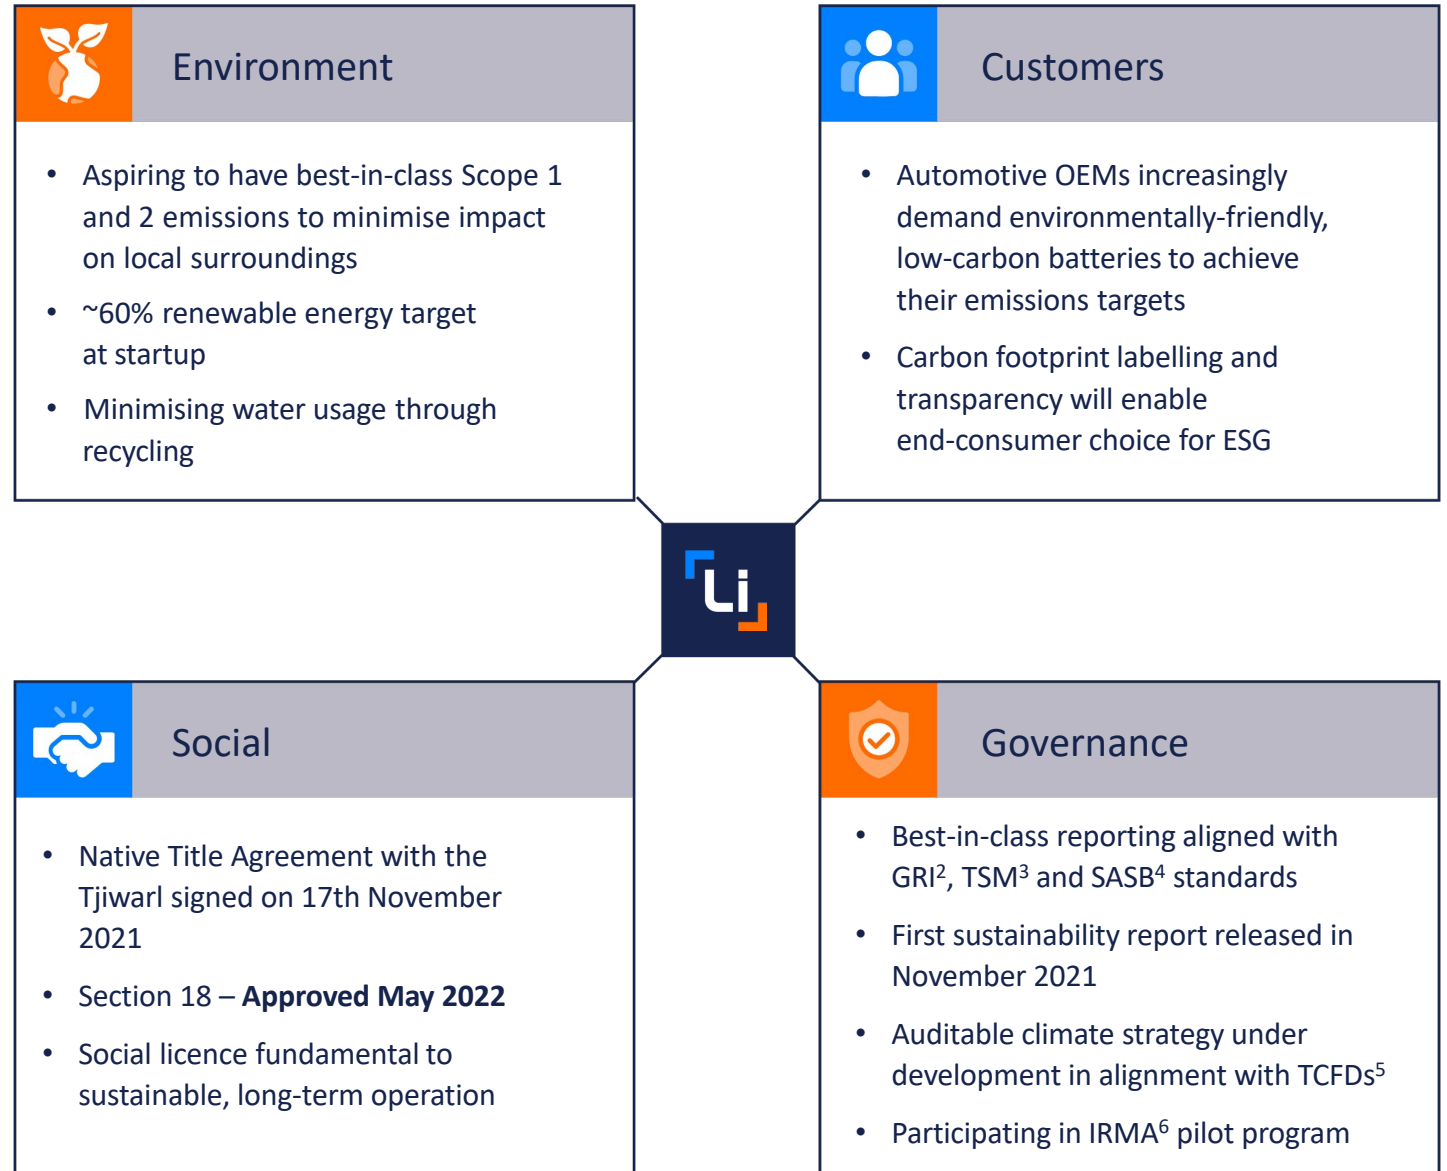 Environment
• Aspiring to have best-in-class Scope 1
and 2 emissions to minimise impact
on local surroundings
• ~60% renewable energy target
at startup
• Minimising water usage through
recycling
Customers
• Automotive OEMs increasingly
demand environmentally-friendly,
low-carbon batteries to achieve
their emissions targets
• Carbon footprint labelling and
transparency will enable
end-consumer choice for ESG
Li
Social
• Native Title Agreement with the
Tjiwarl signed on 17th November
2021
• Section 18 – Approved May 2022
• Social licence fundamental to
sustainable, long-term operation
Governance
• Best-in-class reporting aligned with
GRI², TSM³ and SASB⁴ standards
• First sustainability report released in
November 2021
• Auditable climate strategy under
development in alignment with TCFDs⁵
• Participating in IRMA⁶ pilot program